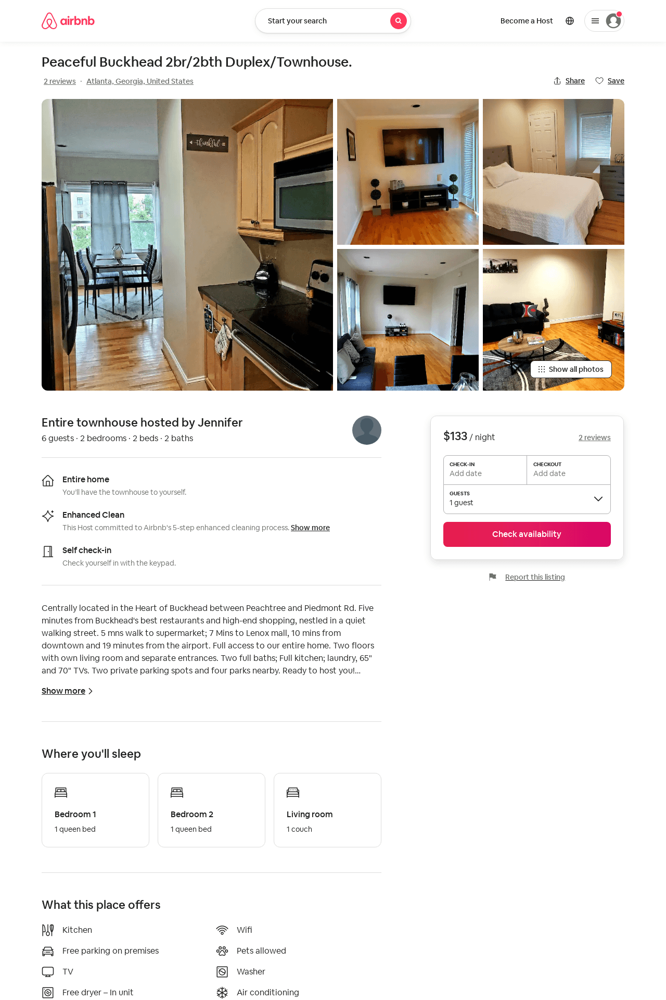 airbnb
Start your search
Become a Host
Peaceful Buckhead 2br/2bth Duplex/Townhouse.
2 reviews · Atlanta, Georgia, United States
Share
Save
thankful
Show all photos
Entire townhouse hosted by Jennifer
6 guests · 2 bedrooms · 2 beds · 2 baths
Entire home
You’ll have the townhouse to yourself.
Enhanced Clean
This Host committed to Airbnb's 5-step enhanced cleaning process. Show more
Self check-in
Check yourself in with the keypad.
$133 / night
2 reviews
CHECK-IN
Add date
CHECKOUT
Add date
GUESTS
1 guest
Check availability
Report this listing
Centrally located in the Heart of Buckhead between Peachtree and Piedmont Rd. Five
minutes from Buckhead's best restaurants and high-end shopping, nestled in a quiet
walking street. 5 mns walk to supermarket; 7 Mins to Lenox mall, 10 mins from
downtown and 19 minutes from the airport. Full access to our entire home. Two floors
with own living room and separate entrances. Two full baths; Full kitchen; laundry, 65"
and 70" TVs. Two private parking spots and four parks nearby. Ready to host you!...
Show more
Where you'll sleep
Bedroom 1
1 queen bed
Bedroom 2
1 queen bed
Living room
1 couch
What this place offers
Kitchen
Wifi
Free parking on premises
Pets allowed
TV
Washer
Free dryer – In unit
Air conditioning